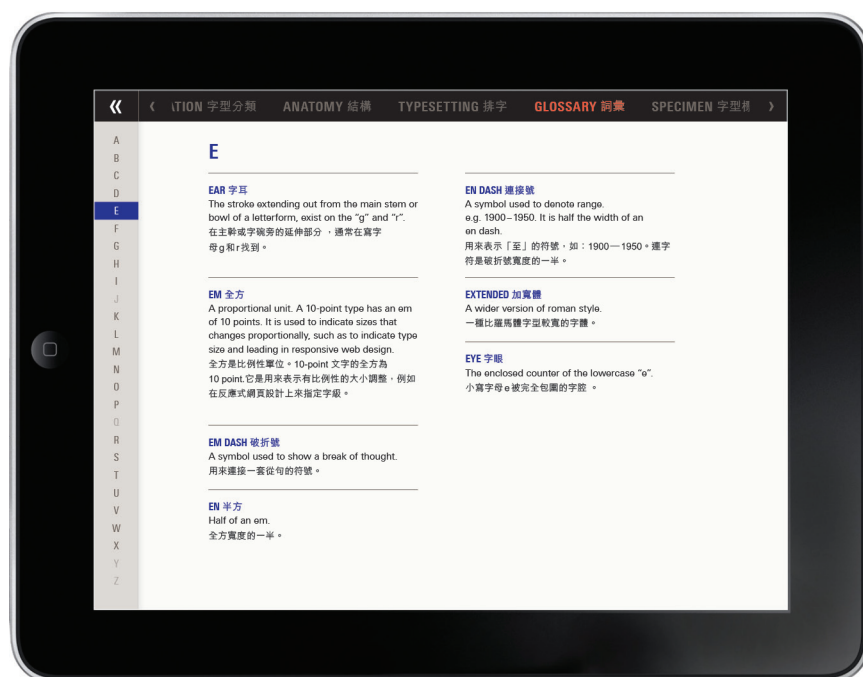 « ‹ ATION 字型分類 ANATOMY 結構 TYPESETTING 排字 GLOSSARY 詞彙 SPECIMEN 字型標 ›
A
B
C
D
E
F
G
H
I
J
K
L
M
N
O
P
Q
R
S
T
U
V
W
X
Y
Z
E
EAR 字耳
The stroke extending out from the main stem or
bowl of a letterform, exist on the "g" and "r".
在主幹或字碗旁的延伸部分 ，通常在寫字
母g和r找到。
EM 全方
A proportional unit. A 10-point type has an em
of 10 points. It is used to indicate sizes that
changes proportionally, such as to indicate type
size and leading in responsive web design.
全方是比例性單位。10-point 文字的全方為
10 point.它是用來表示有比例性的大小調整，例如
在反應式網頁設計上來指定字級。
EM DASH 破折號
A symbol used to show a break of thought.
用來連接一套從句的符號。
EN 半方
Half of an em.
全方寬度的一半。
EN DASH 連接號
A symbol used to denote range.
e.g. 1900–1950. It is half the width of an
en dash.
用來表示「至」的符號，如：1900—1950。連字
符是破折號寬度的一半。
EXTENDED 加寬體
A wider version of roman style.
一種比羅馬體字型較寬的字體。
EYE 字眼
The enclosed counter of the lowercase "e".
小寫字母e被完全包圍的字腔 。